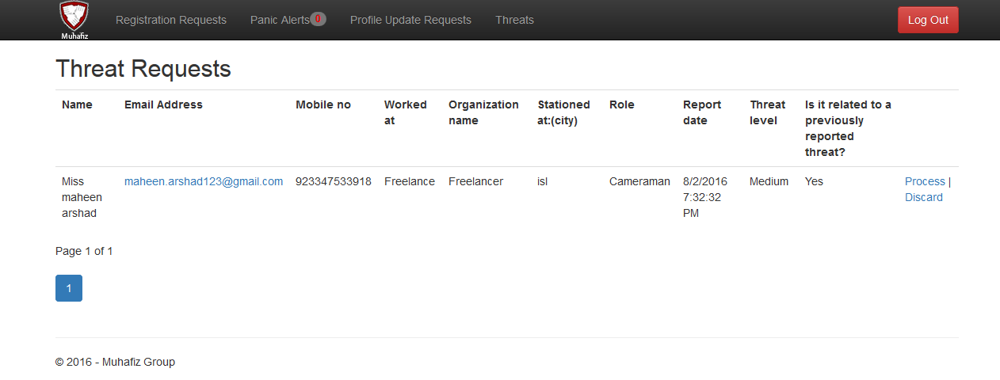 Muhafiz
Registration Requests Panic Alerts 0 Profile Update Requests Threats Log Out
Threat Requests
Name Email Address Mobile no Worked at Organization name Stationed at:(city) Role Report date Threat level Is it related to a previously reported threat?
Miss maheen arshad maheen.arshad123@gmail.com 923347533918 Freelance Freelancer isl Cameraman 8/2/2016 7:32:32 PM Medium Yes Process | Discard
Page 1 of 1
1
© 2016 - Muhafiz Group